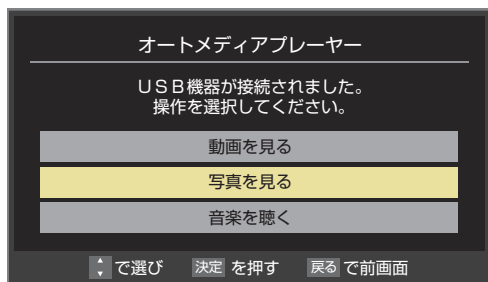 オートメディアプレーヤー
ＵＳＢ機器が接続されました。
操作を選択してください。
動画を見る
写真を見る
音楽を聴く
で選び 決定 を押す 戻る で前画面